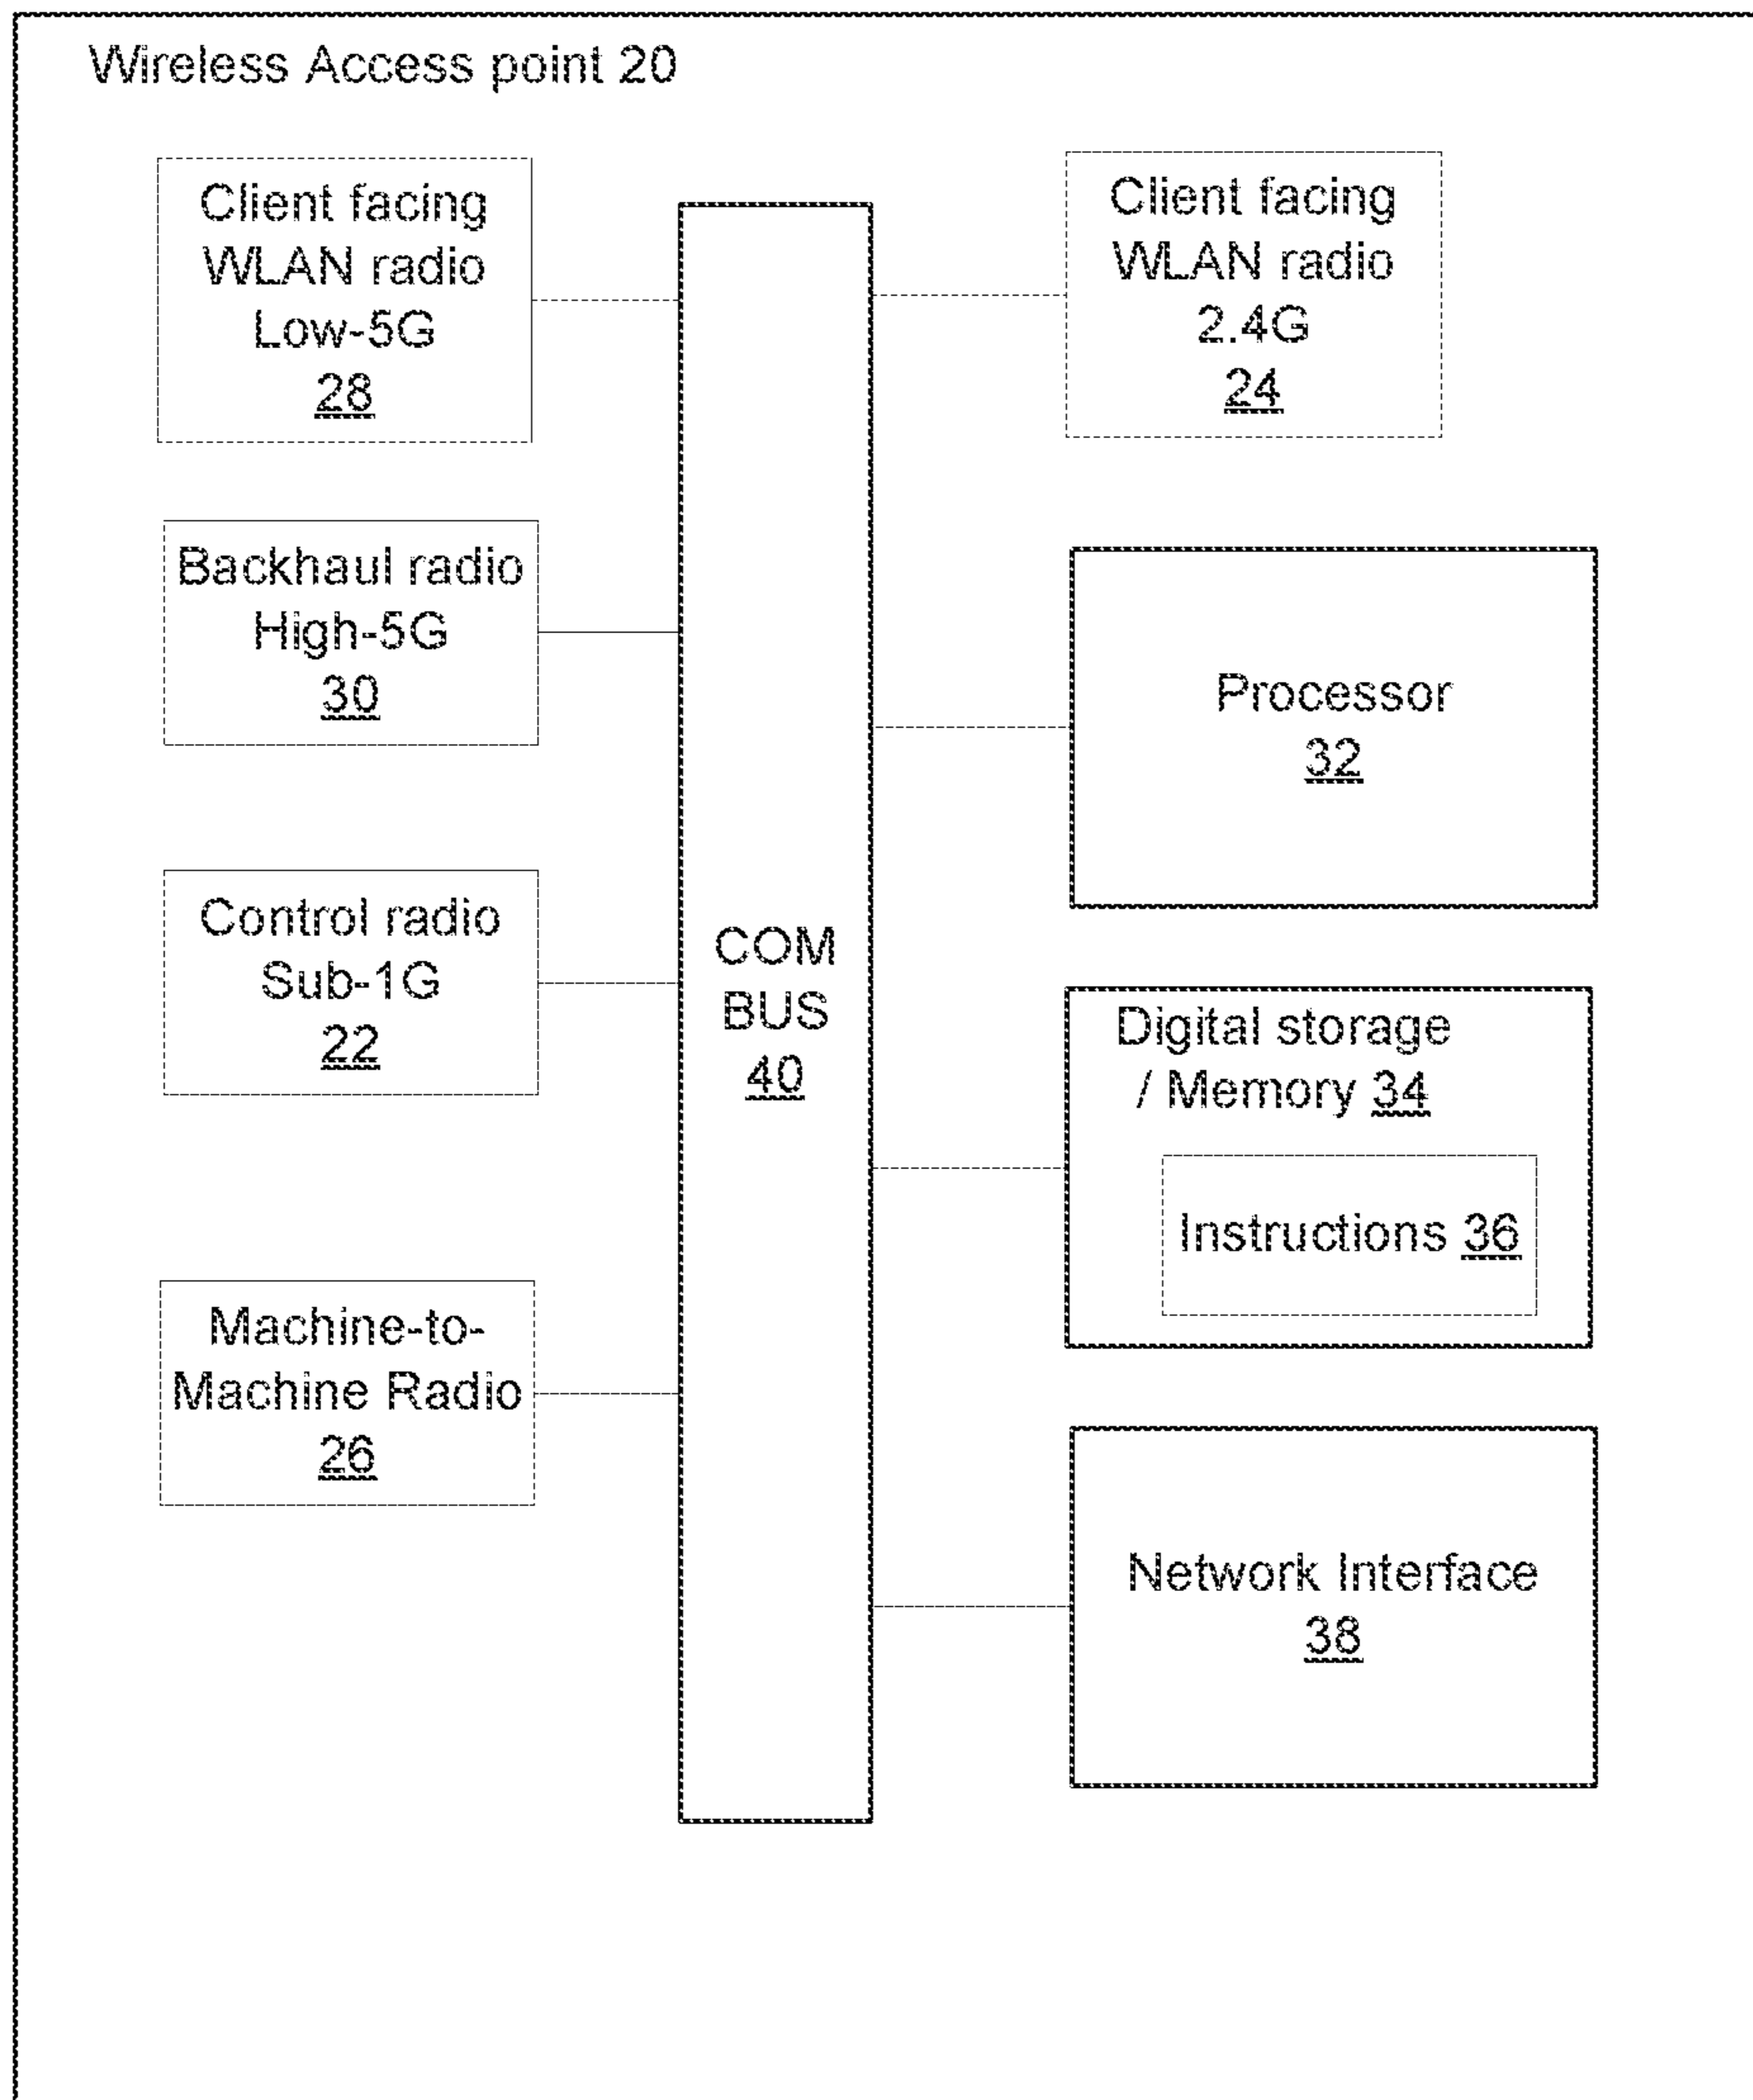 Wireless Access point 20
Client facing
WLAN radio
Low-5G
28
Client facing
WLAN radio
2.4G
24
Backhaul radio
High-5G
30
Processor
32
Control radio
Sub-1G
22
COM
BUS
40
Digital storage
/ Memory 34
Instructions 36
Machine-to-
Machine Radio
26
Network Interface
38